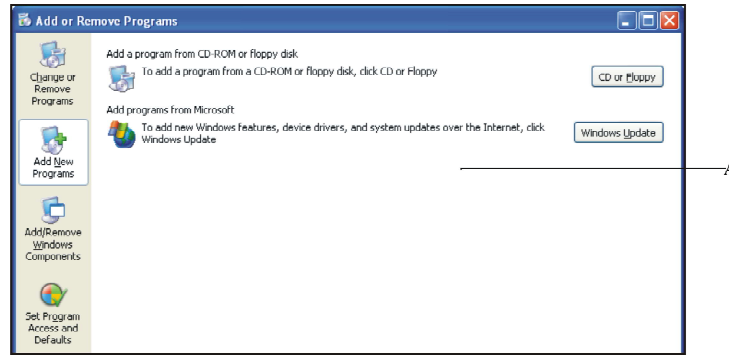 Add or Remove Programs
Change or
Remove
Programs
Add New
Programs
Add/Remove
Windows
Components
Set Program
Access and
Defaults
Add a program from CD-ROM or floppy disk
To add a program from a CD-ROM or floppy disk, click CD or Floppy
CD or Floppy
Add programs from Microsoft
To add new Windows features, device drivers, and system updates over the Internet, click
Windows Update
Windows Update